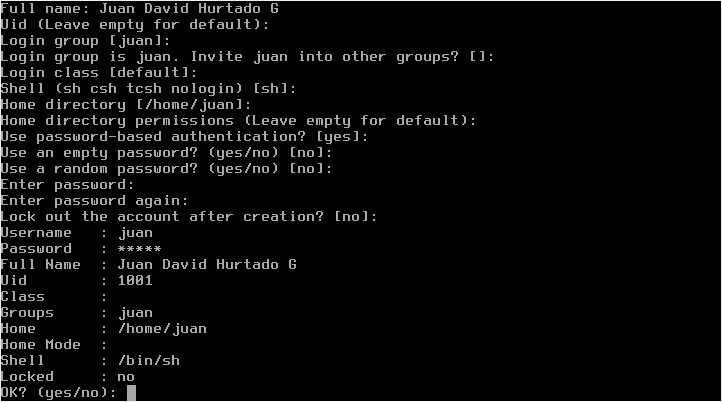 Full name: Juan David Hurtado G
Uid (Leave empty for default):
Login group [juan]:
Login group is juan. Invite juan into other groups? []:
Login class [default]:
Shell (sh csh tcsh nologin) [sh]:
Home directory [/home/juan]:
Home directory permissions (Leave empty for default):
Use password-based authentication? [yes]:
Use an empty password? (yes/no) [no]:
Use a random password? (yes/no) [no]:
Enter password:
Enter password again:
Lock out the account after creation? [no]:
Username   : juan
Password   : *****
Full Name  : Juan David Hurtado G
Uid        : 1001
Class      :
Groups     : juan
Home       : /home/juan
Home Mode  :
Shell      : /bin/sh
Locked     : no
OK? (yes/no):